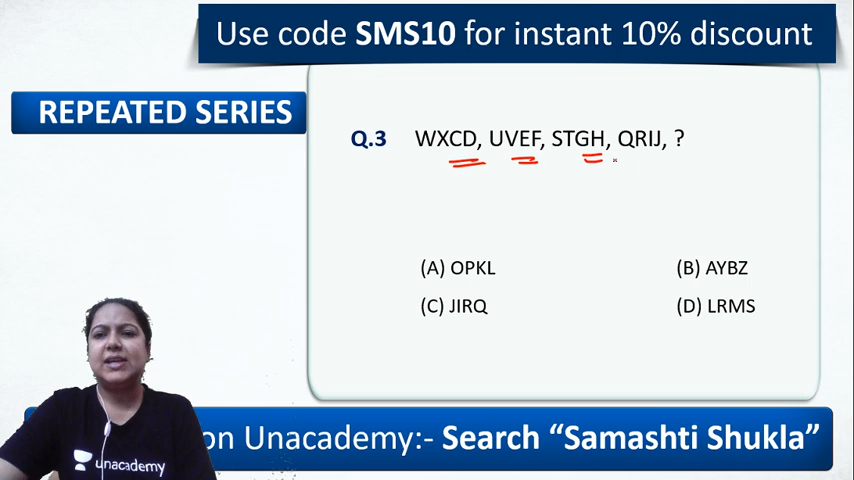 Use code SMS10 for instant 10% discount
REPEATED SERIES
Q.3 WXCD, UVEF, STGH, QRIJ, ?
(A) OPKL (B) AYBZ
(C) JIRQ (D) LRMS
on Unacademy:- Search “Samashti Shukla”
unacademy